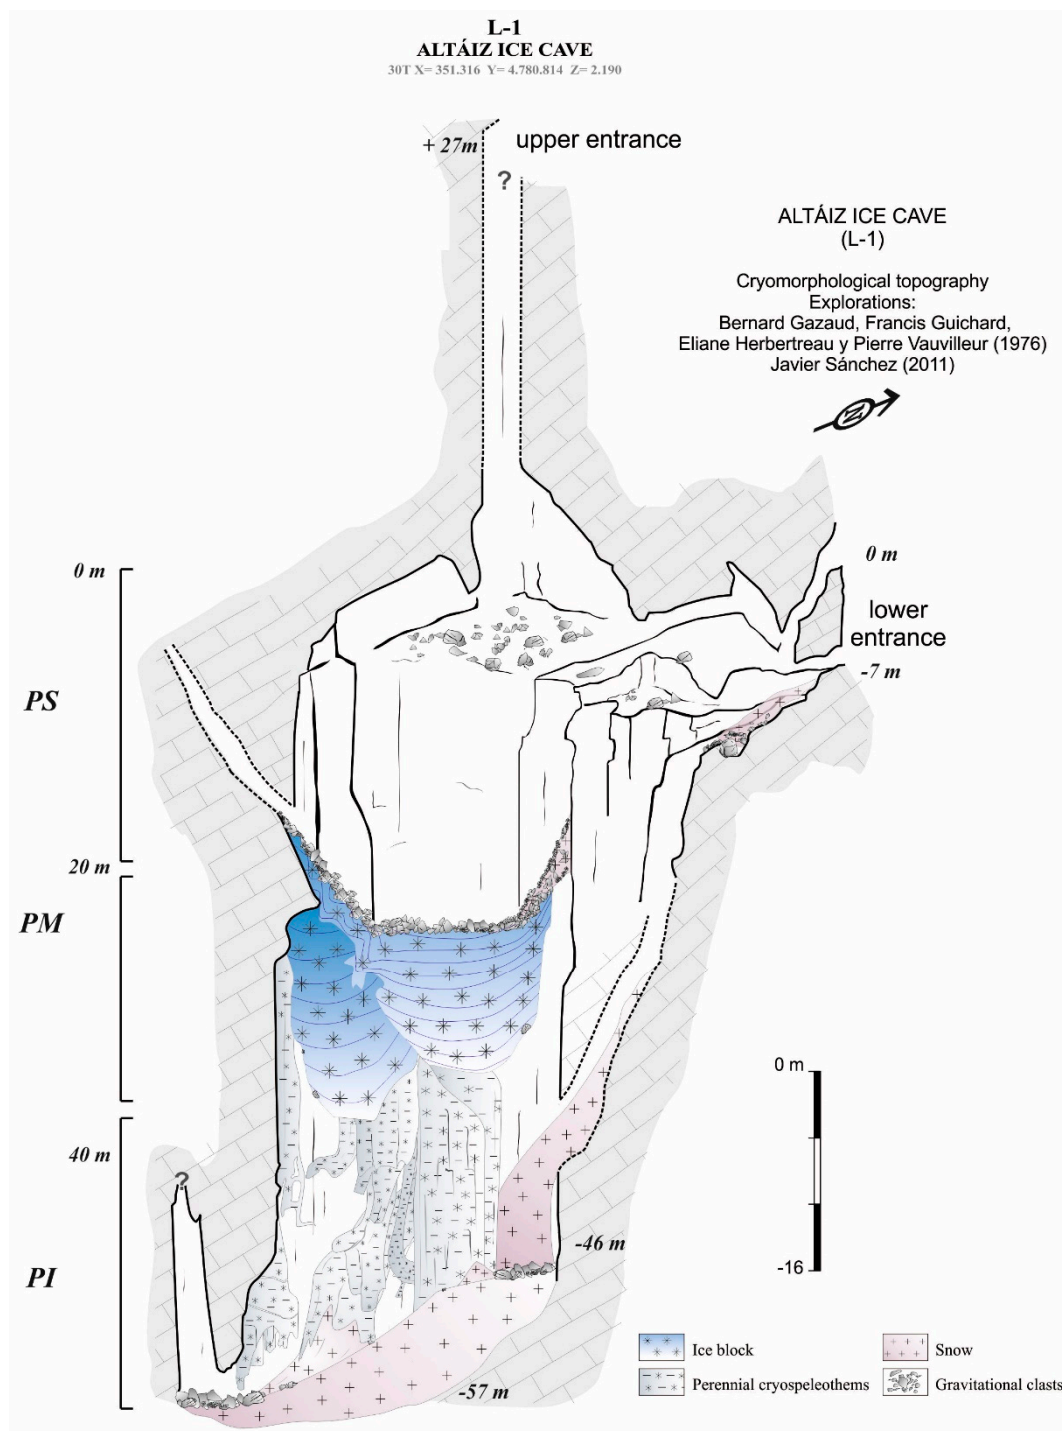 L-1
ALTÁIZ ICE CAVE
30T X= 351.316 Y= 4.780.814 Z= 2.190
+ 27m
upper entrance
?
ALTÁIZ ICE CAVE
(L-1)
Cryomorphological topography
Explorations:
Bernard Gazaud, Francis Guichard,
Eliane Herbertreau y Pierre Vauvilleur (1976)
Javier Sánchez (2011)
N
0 m
0 m
lower
entrance
-7 m
PS
20 m
PM
0 m
40 m
?
-46 m
-16
PI
Ice block
Snow
Perennial cryospeleothems
Gravitational clasts
-57 m